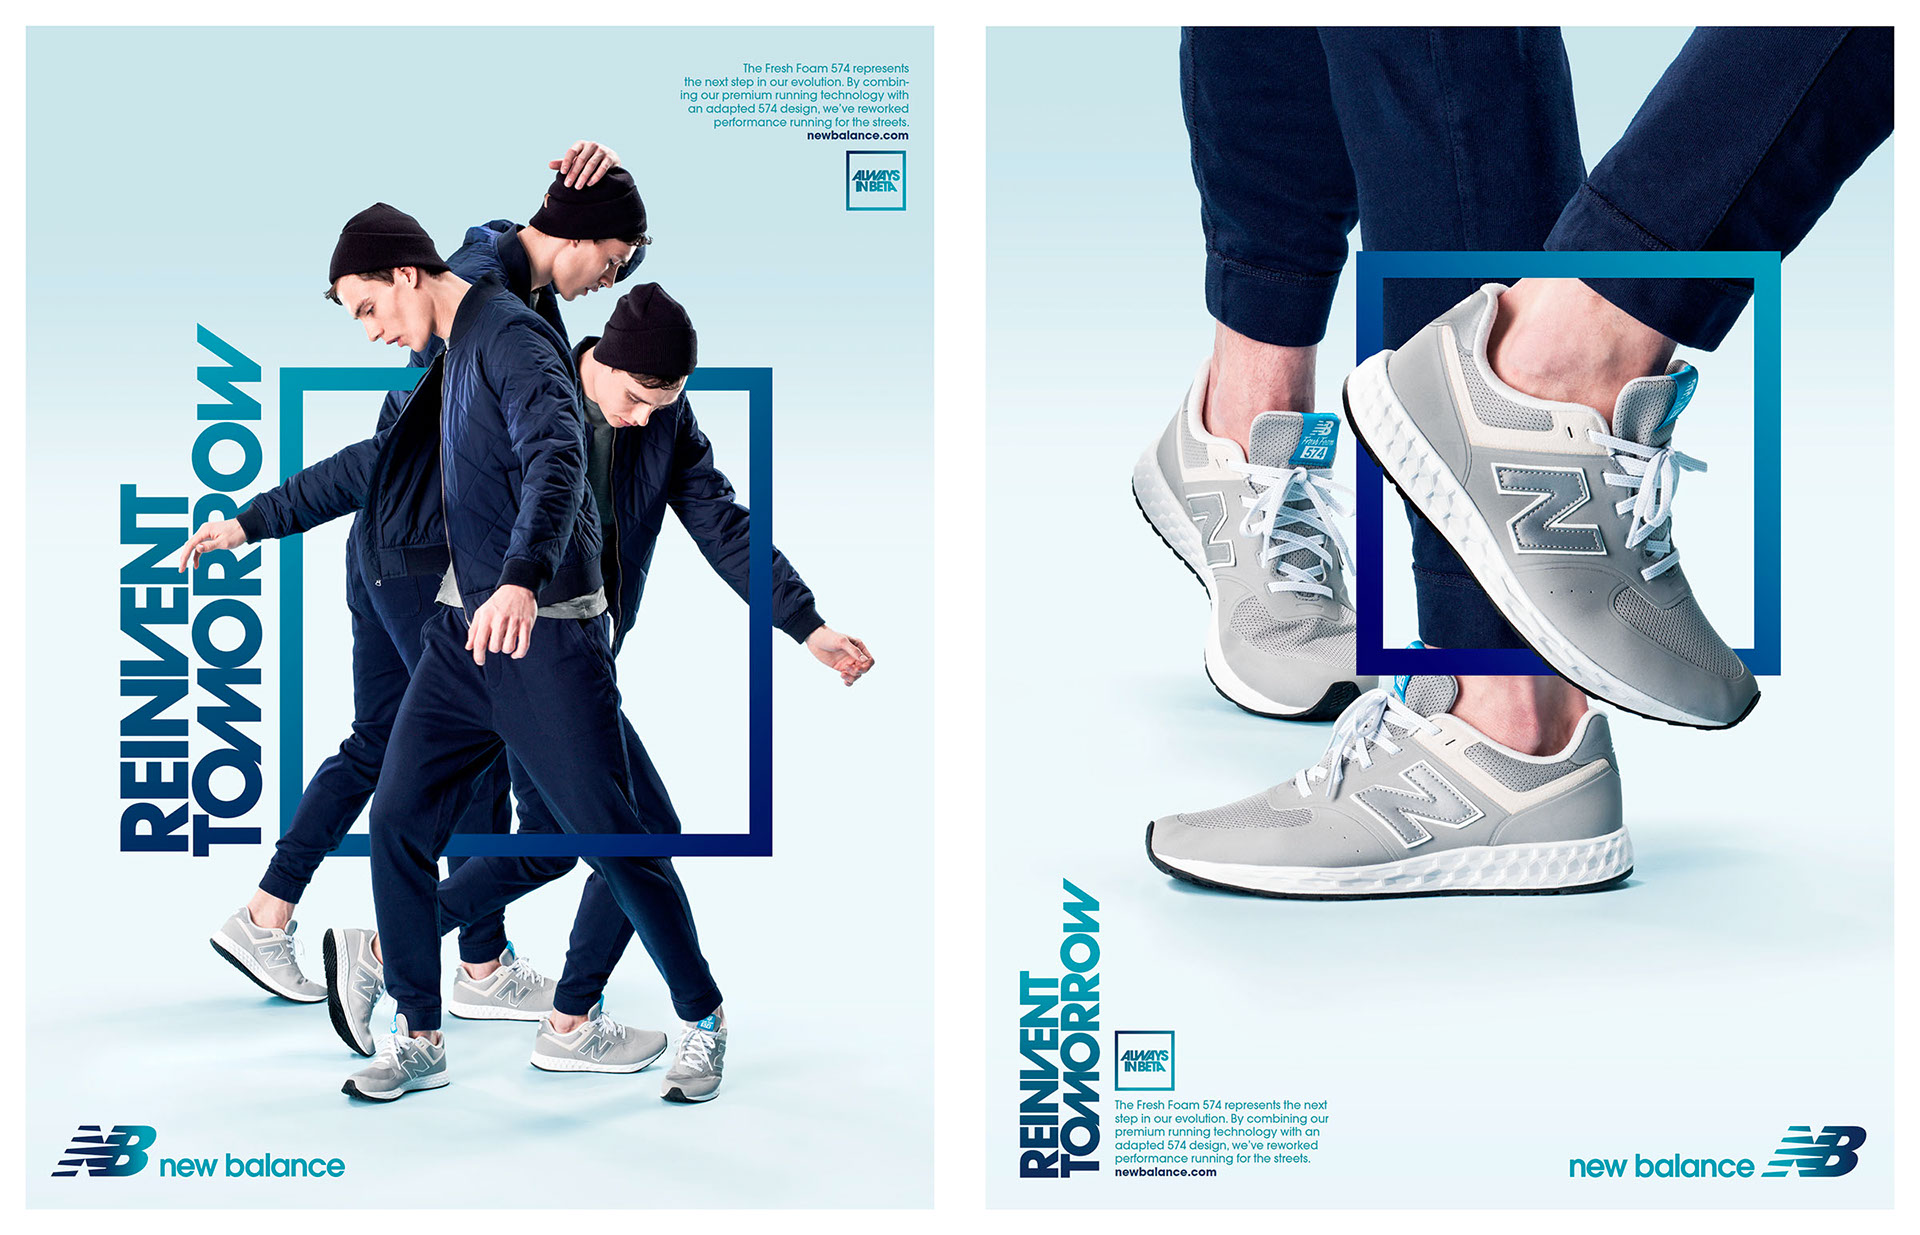 The Fresh Foam 574 represents
the next step in our evolution. By combin-
ing our premium running technology with
an adapted 574 design, we've reworked
performance running for the streets.
newbalance.com
ALWAYS
IN BETA
REINVENT
TOMORROW
N
N
N
N
N
NB
new balance
NB
Fresh Foam
574
N
N
N
REINVENT
TOMORROW
ALWAYS
IN BETA
The Fresh Foam 574 represents the next
step in our evolution. By combining our
premium running technology with an
adapted 574 design, we've reworked
performance running for the streets.
newbalance.com
new balance
NB